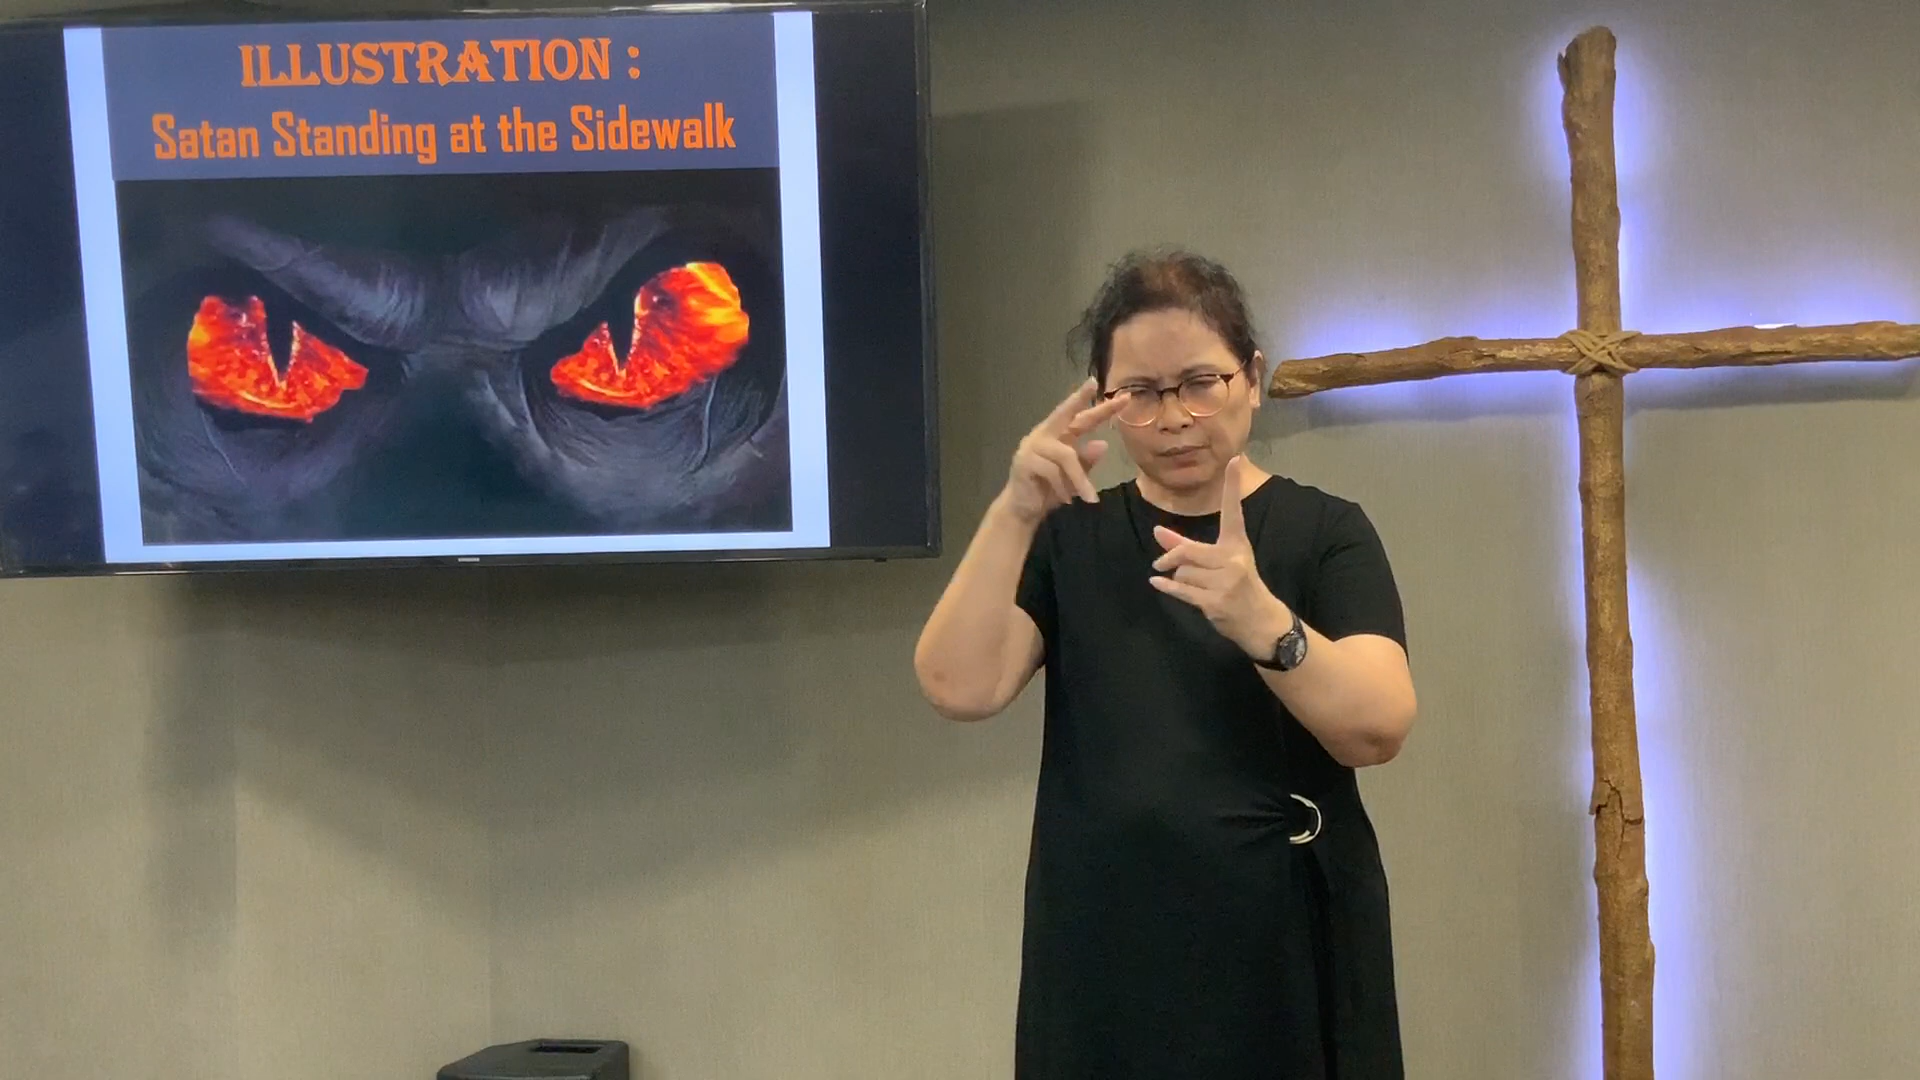 ILLUSTRATION :
Satan Standing at the Sidewalk